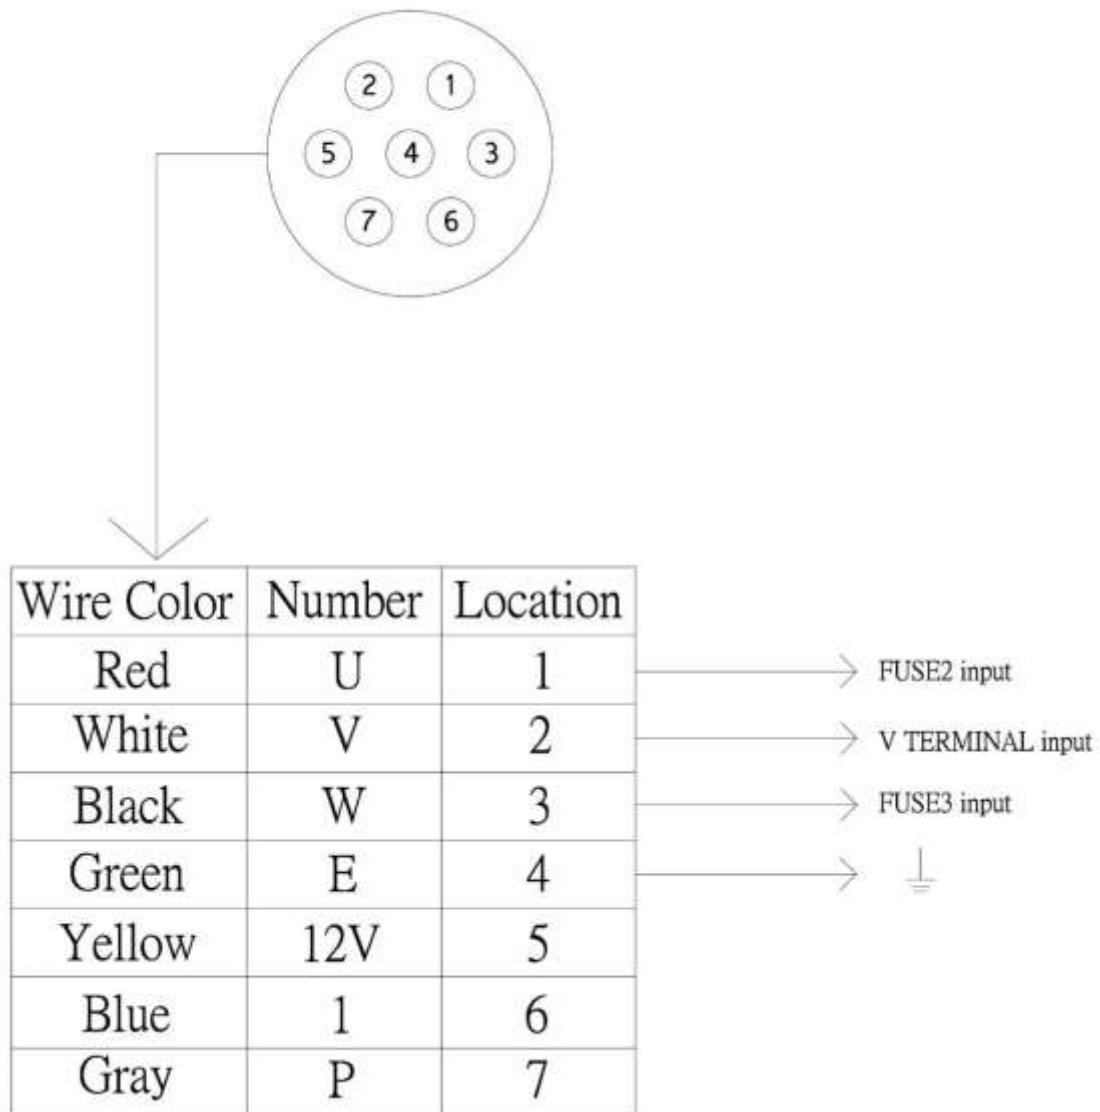 2 1
5 4 3
7 6
Wire Color Number Location
Red U 1 FUSE2 input
White V 2 V TERMINAL input
Black W 3 FUSE3 input
Green E 4
Yellow 12V 5
Blue 1 6
Gray P 7